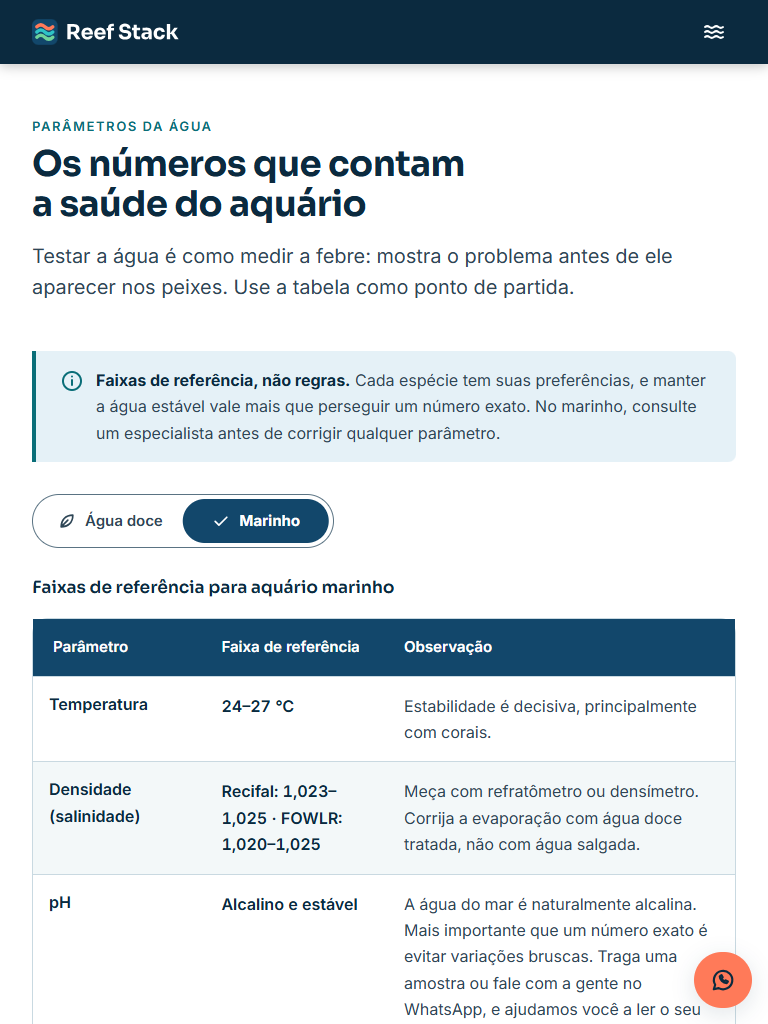 Reef Stack
PARÂMETROS DA ÁGUA
Os números que contam
a saúde do aquário
Testar a água é como medir a febre: mostra o problema antes de ele
aparecer nos peixes. Use a tabela como ponto de partida.
Faixas de referência, não regras. Cada espécie tem suas preferências, e manter
a água estável vale mais que perseguir um número exato. No marinho, consulte
um especialista antes de corrigir qualquer parâmetro.
Água doce
Marinho
Faixas de referência para aquário marinho
Parâmetro
Faixa de referência
Observação
Temperatura
24–27 °C
Estabilidade é decisiva, principalmente
com corais.
Densidade
(salinidade)
Recifal: 1,023–
1,025 · FOWLR:
1,020–1,025
Meça com refratômetro ou densímetro.
Corrija a evaporação com água doce
tratada, não com água salgada.
pH
Alcalino e estável
A água do mar é naturalmente alcalina.
Mais importante que um número exato é
evitar variações bruscas. Traga uma
amostra ou fale com a gente no
WhatsApp, e ajudamos você a ler o seu